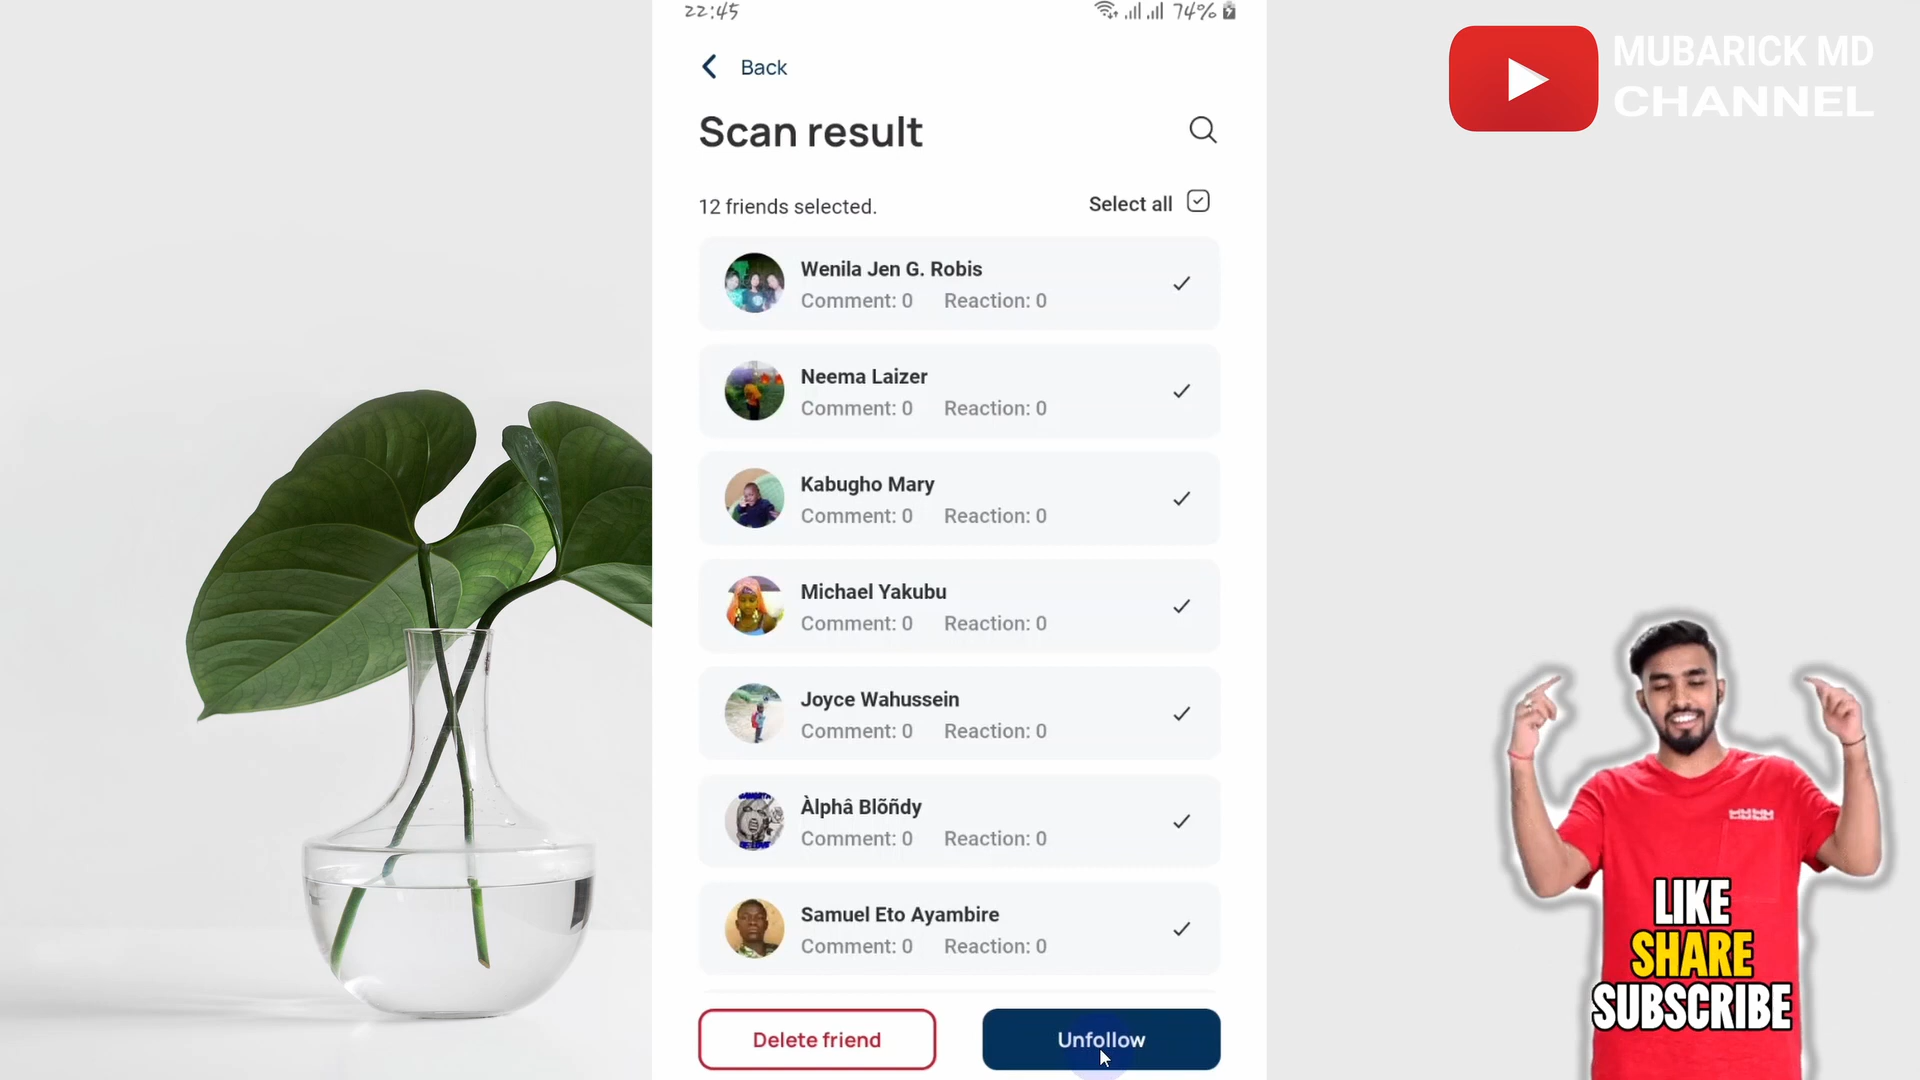 22:45
74%
Back
Scan result
12 friends selected.
Select all
Wenila Jen G. Robis
Comment: 0 Reaction: 0
Neema Laizer
Comment: 0 Reaction: 0
Kabugho Mary
Comment: 0 Reaction: 0
Michael Yakubu
Comment: 0 Reaction: 0
Joyce Wahussein
Comment: 0 Reaction: 0
Àlphâ Blõñdy
Comment: 0 Reaction: 0
Samuel Eto Ayambire
Comment: 0 Reaction: 0
Delete friend
Unfollow
MUBARICK MD
CHANNEL
LIKE
SHARE
SUBSCRIBE